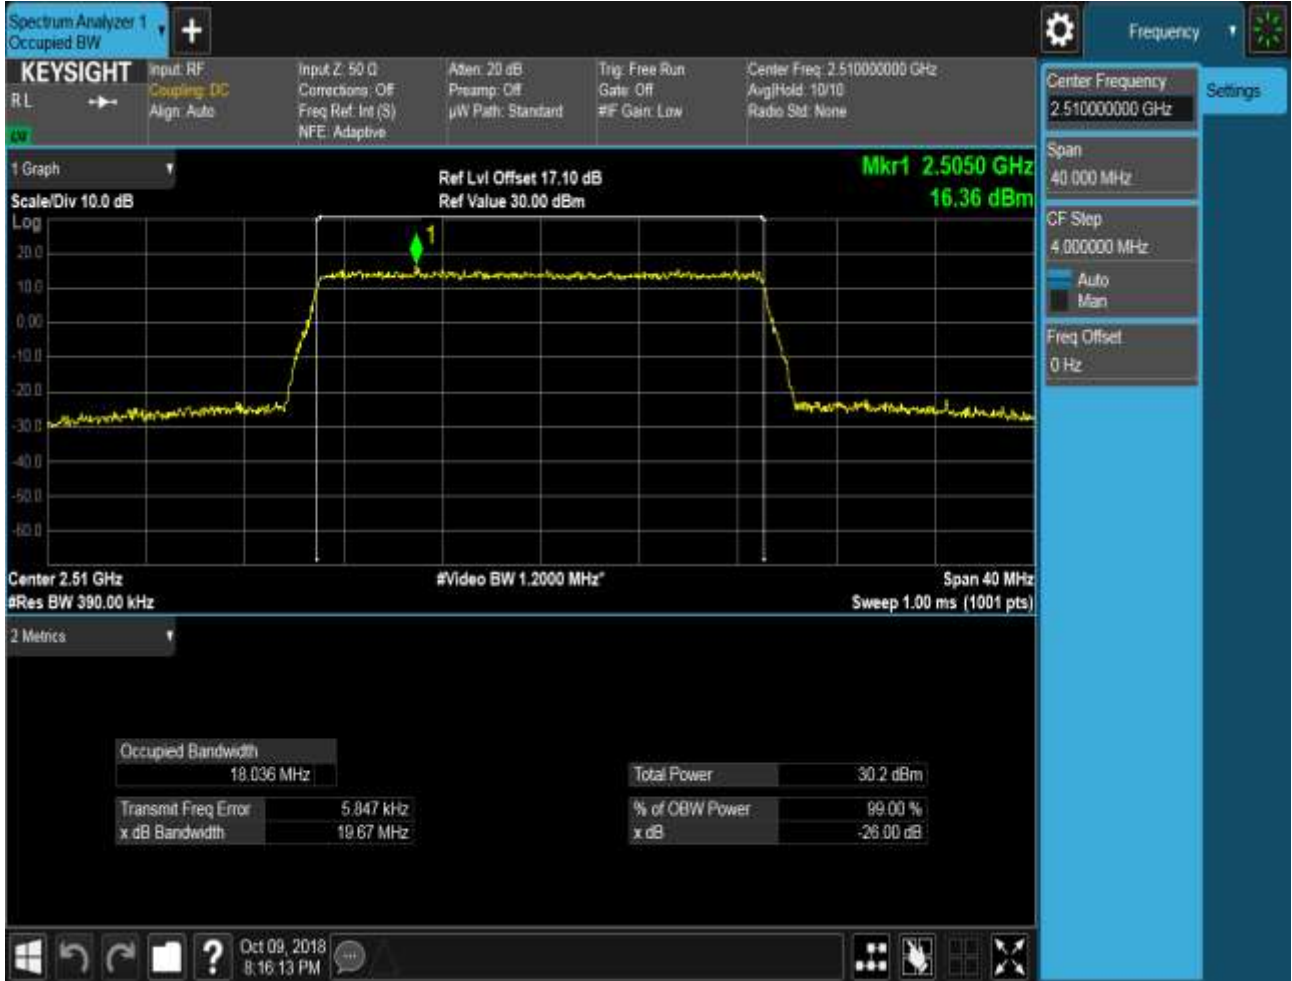 Spectrum Analyzer 1
Occupied BW
Frequency
KEYSIGHT
R L
Input: RF
Coupling: DC
Align: Auto
Input Z: 50 Ω
Corrections: Off
Freq Ref: Int (S)
NFE: Adaptive
Atten: 20 dB
Preamp: Off
µW Path: Standard
Trig: Free Run
Gate: Off
#IF Gain: Low
Center Freq: 2.510000000 GHz
Avg|Hold: 10/10
Radio Std: None
Center Frequency
2.510000000 GHz
Settings
Span
40.000 MHz
CF Step
4.000000 MHz
Auto
Man
Freq Offset
0 Hz
1 Graph
Scale/Div 10.0 dB
Ref Lvl Offset 17.10 dB
Ref Value 30.00 dBm
Mkr1 2.5050 GHz
16.36 dBm
Log
20.0
10.0
0.00
-10.0
-20.0
-30.0
-40.0
-50.0
-60.0
1
Center 2.51 GHz
#Res BW 390.00 kHz
#Video BW 1.2000 MHz*
Span 40 MHz
Sweep 1.00 ms (1001 pts)
2 Metrics
Occupied Bandwidth
18.036 MHz
Transmit Freq Error 5.847 kHz
x dB Bandwidth 19.67 MHz
Total Power 30.2 dBm
% of OBW Power 99.00 %
x dB -26.00 dB
?
Oct 09, 2018
8:16:13 PM